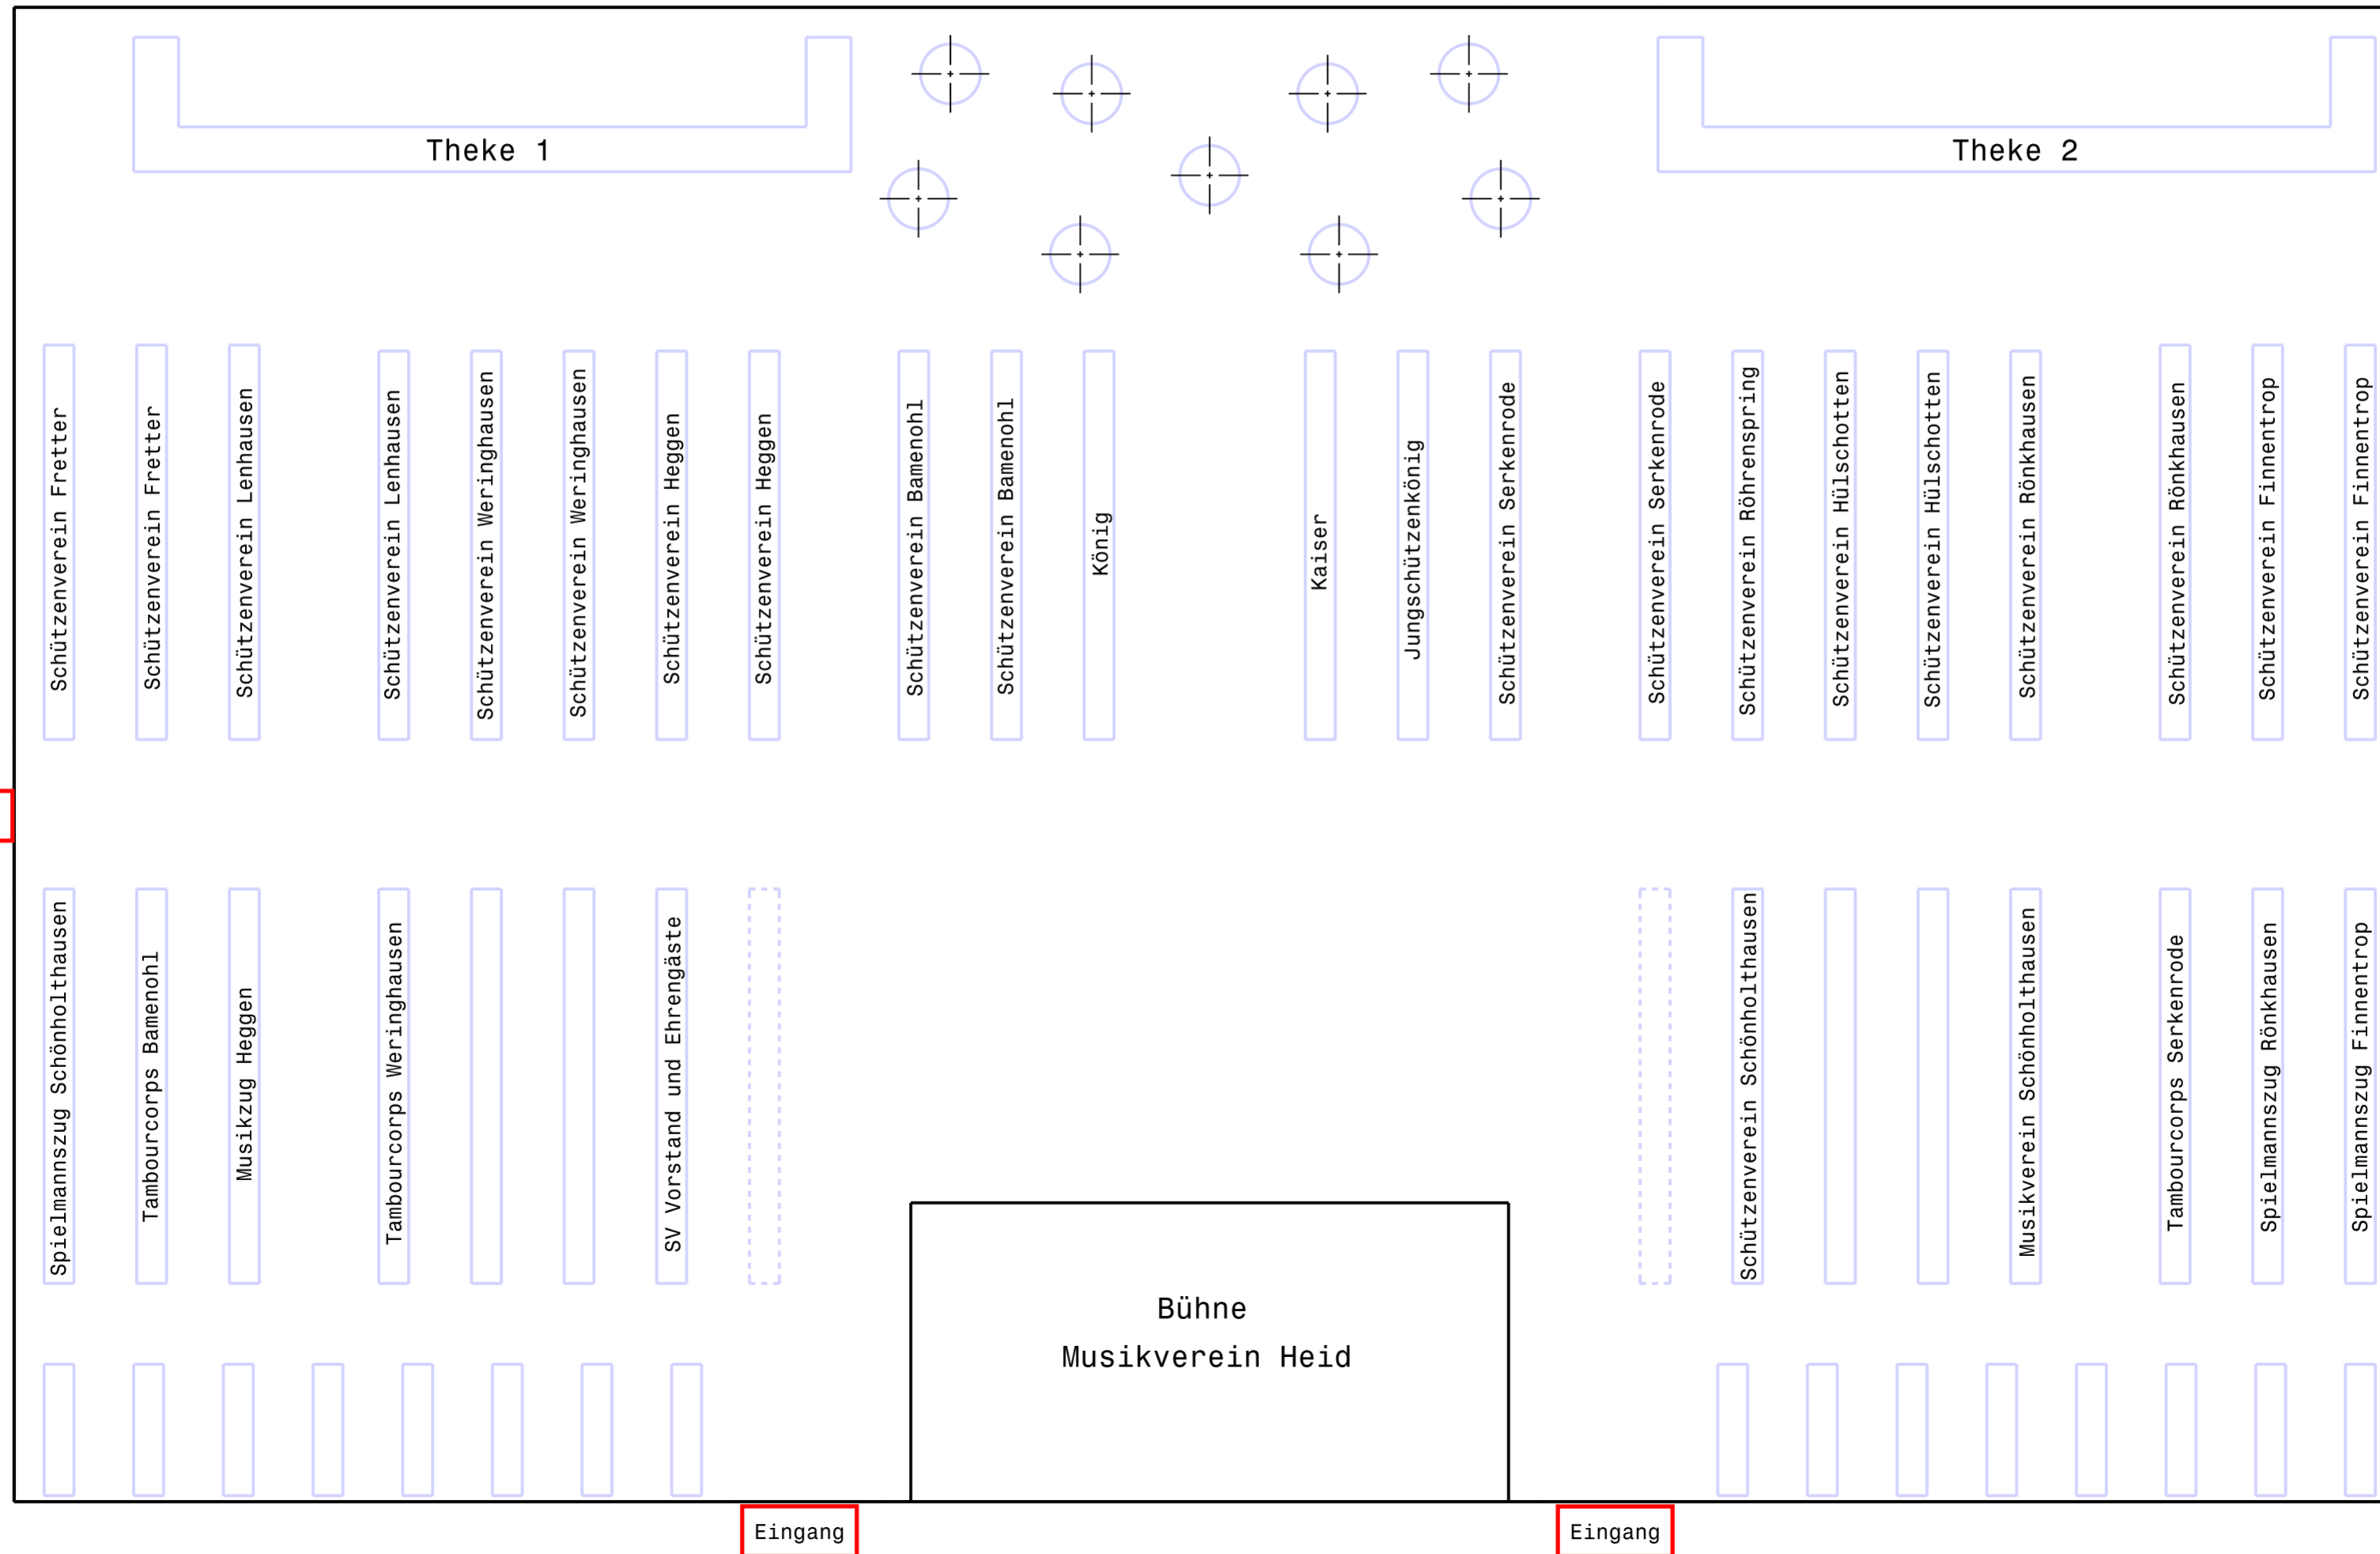 Theke 1
Theke 2
Schützenverein Fretter
Schützenverein Fretter
Schützenverein Lenhausen
Schützenverein Lenhausen
Schützenverein Weringhausen
Schützenverein Weringhausen
Schützenverein Heggen
Schützenverein Heggen
Schützenverein Bamenohl
Schützenverein Bamenohl
König
Kaiser
Jungschützenkönig
Schützenverein Serkenrode
Schützenverein Serkenrode
Schützenverein Röhrenspring
Schützenverein Hülschotten
Schützenverein Hülschotten
Schützenverein Rönkhausen
Schützenverein Rönkhausen
Schützenverein Finnentrop
Schützenverein Finnentrop
Spielmannszug Schönholthausen
Tambourcorps Bamenohl
Musikzug Heggen
Tambourcorps Weringhausen
SV Vorstand und Ehrengäste
Schützenverein Schönholthausen
Musikverein Schönholthausen
Tambourcorps Serkenrode
Spielmannszug Rönkhausen
Spielmannszug Finnentrop
Bühne
Musikverein Heid
Eingang
Eingang